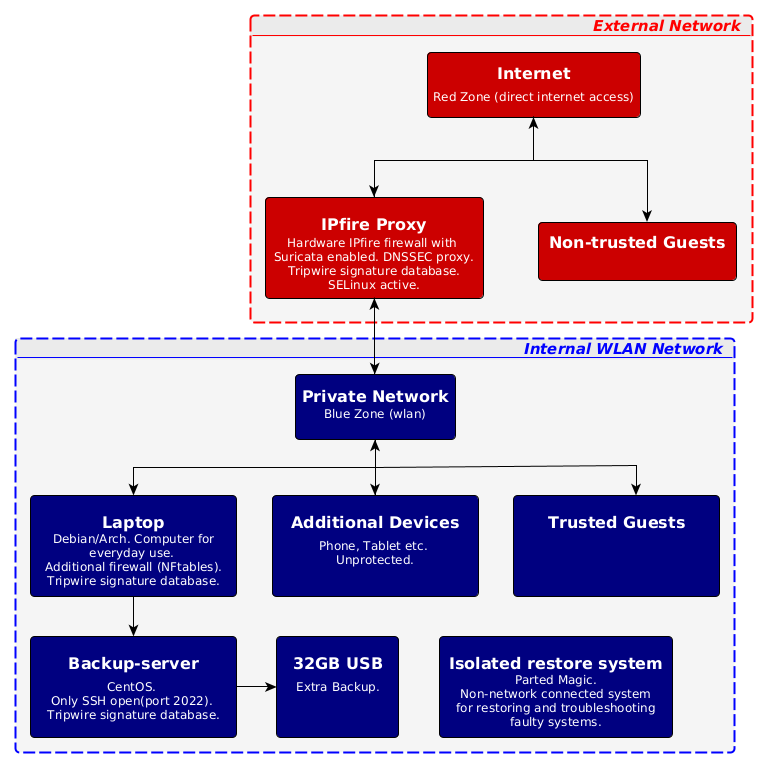 External Network
Internet
Red Zone (direct internet access)
IPfire Proxy
Hardware IPfire firewall with
Suricata enabled. DNSSEC proxy.
Tripwire signature database.
SELinux active.
Non-trusted Guests
Internal WLAN Network
Private Network
Blue Zone (wlan)
Laptop
Debian/Arch. Computer for
everyday use.
Additional firewall (NFtables).
Tripwire signature database.
Additional Devices
Phone, Tablet etc.
Unprotected.
Trusted Guests
Backup-server
CentOS.
Only SSH open(port 2022).
Tripwire signature database.
32GB USB
Extra Backup.
Isolated restore system
Parted Magic.
Non-network connected system
for restoring and troubleshooting
faulty systems.